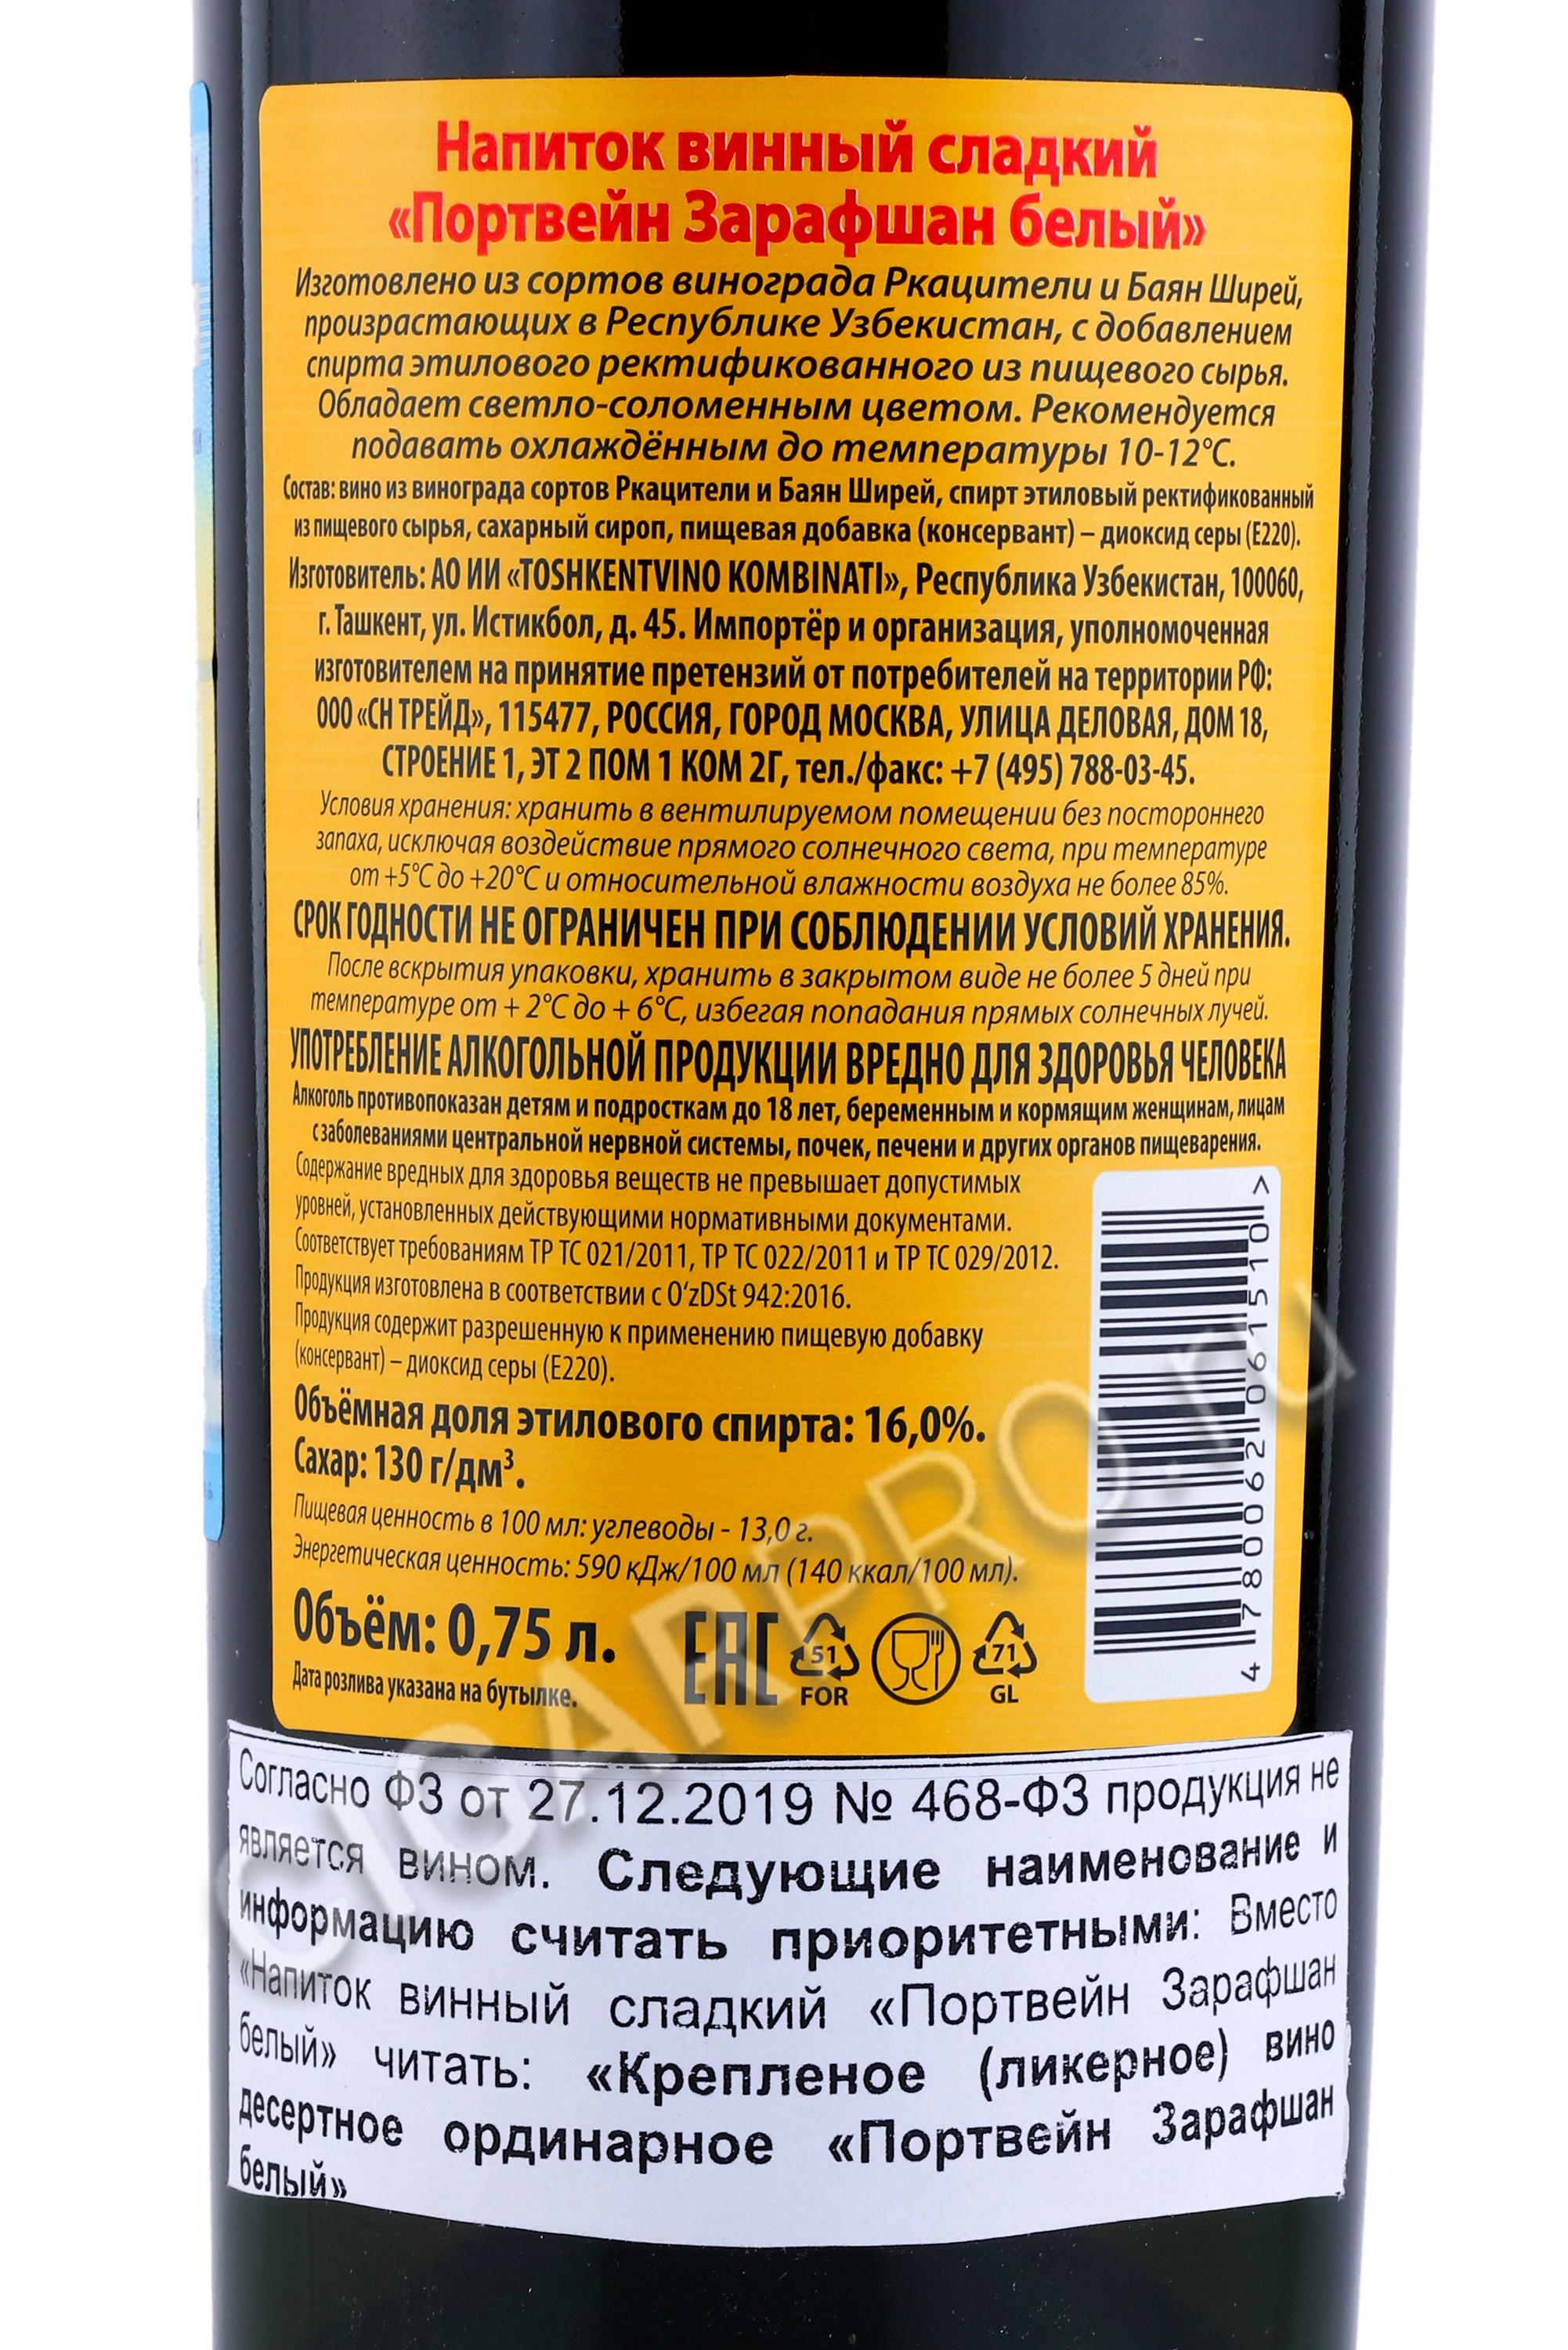 Напиток винный сладкий
«Портвейн Зарафшан белый»
Изготовлено из сортов винограда Ркацители и Баян Ширей,
произрастающих в Республике Узбекистан, с добавлением
спирта этилового ректификованного из пищевого сырья.
Обладает светло-соломенным цветом. Рекомендуется
подавать охлаждённым до температуры 10-12°С.
Состав: вино из винограда сортов Ркацители и Баян Ширей, спирт этиловый ректификованный
из пищевого сырья, сахарный сироп, пищевая добавка (консервант) – диоксид серы (Е220).
Изготовитель: АО ИИ «TOSHKENTVINO KOMBINATI», Республика Узбекистан, 100060,
г. Ташкент, ул. Истикбол, д. 45. Импортёр и организация, уполномоченная
изготовителем на принятие претензий от потребителей на территории РФ:
ООО «СН ТРЕЙД», 115477, РОССИЯ, ГОРОД МОСКВА, УЛИЦА ДЕЛОВАЯ, ДОМ 18,
СТРОЕНИЕ 1, ЭТ 2 ПОМ 1 КОМ 2Г, тел./факс: +7 (495) 788-03-45.
Условия хранения: хранить в вентилируемом помещении без постороннего
запаха, исключая воздействие прямого солнечного света, при температуре
от +5°С до +20°С и относительной влажности воздуха не более 85%.
СРОК ГОДНОСТИ НЕ ОГРАНИЧЕН ПРИ СОБЛЮДЕНИИ УСЛОВИЙ ХРАНЕНИЯ.
После вскрытия упаковки, хранить в закрытом виде не более 5 дней при
температуре от + 2°С до + 6°С, избегая попадания прямых солнечных лучей.
УПОТРЕБЛЕНИЕ АЛКОГОЛЬНОЙ ПРОДУКЦИИ ВРЕДНО ДЛЯ ЗДОРОВЬЯ ЧЕЛОВЕКА
Алкоголь противопоказан детям и подросткам до 18 лет, беременным и кормящим женщинам, лицам
с заболеваниями центральной нервной системы, почек, печени и других органов пищеварения.
Содержание вредных для здоровья веществ не превышает допустимых
уровней, установленных действующими нормативными документами.
Соответствует требованиям ТР ТС 021/2011, ТР ТС 022/2011 и ТР ТС 029/2012.
Продукция изготовлена в соответствии с O‘zDSt 942:2016.
Продукция содержит разрешенную к применению пищевую добавку
(консервант) – диоксид серы (Е220).
Объёмная доля этилового спирта: 16,0%.
Сахар: 130 г/дм³.
Пищевая ценность в 100 мл: углеводы - 13,0 г.
Энергетическая ценность: 590 кДж/100 мл (140 ккал/100 мл).
Объём: 0,75 л.
Дата розлива указана на бутылке.
ЕАС
51
FOR
71
GL
4 780062 061510 >
Согласно ФЗ от 27.12.2019 № 468-ФЗ продукция не
является вином. Следующие наименование и
информацию считать приоритетными: Вместо
«Напиток винный сладкий «Портвейн Зарафшан
белый» читать: «Крепленое (ликерное) вино
десертное ординарное «Портвейн Зарафшан
белый»
CIGARPRO.ru